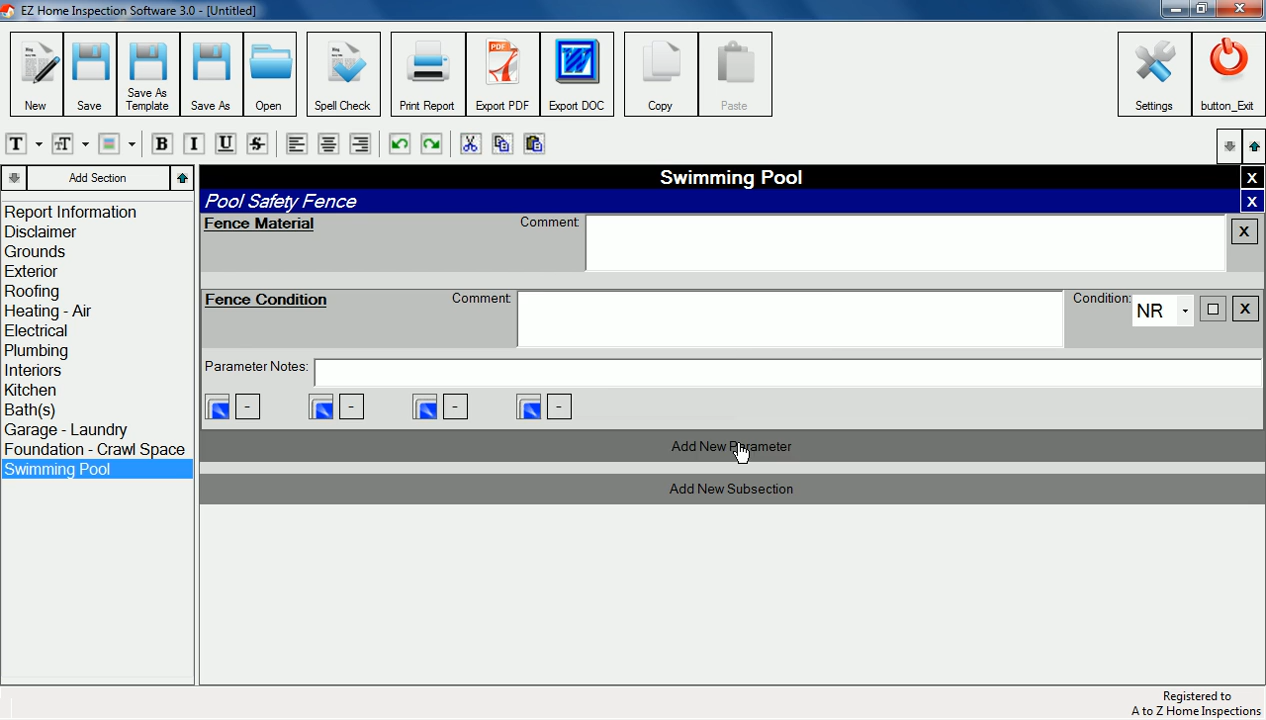 EZ Home Inspection Software 3.0 - [Untitled]
New
Save
Save As
Template
Save As
Open
Spell Check
Print Report
PDF
Export PDF
W
Export DOC
Copy
Paste
Settings
button_Exit
T
T
B
I
U
S
Add Section
Swimming Pool
X
Pool Safety Fence
X
Report Information
Disclaimer
Grounds
Exterior
Roofing
Heating - Air
Electrical
Plumbing
Interiors
Kitchen
Bath(s)
Garage - Laundry
Foundation - Crawl Space
Swimming Pool
Fence Material
Comment:
X
Fence Condition
Comment:
Condition:
NR
X
Parameter Notes:
-
-
-
-
Add New Parameter
Add New Subsection
Registered to
A to Z Home Inspections